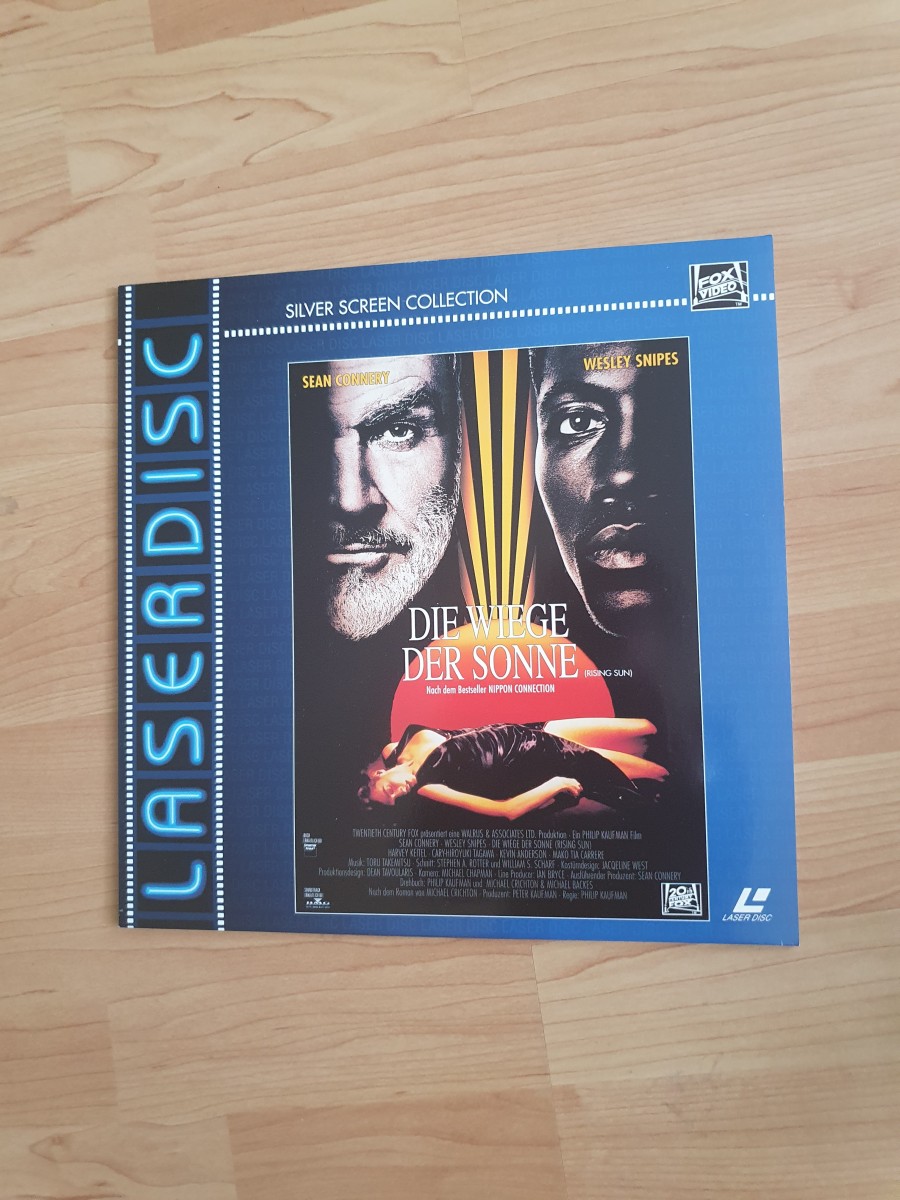 LASERDISC
SILVER SCREEN COLLECTION
FOX
VIDEO
TM
SEAN CONNERY
WESLEY SNIPES
DIE WIEGE
DER SONNE (RISING SUN)
Nach dem Bestseller NIPPON CONNECTION
TWENTIETH CENTURY FOX präsentiert eine WALRUS & ASSOCIATES LTD. Produktion · Ein PHILIP KAUFMAN Film
SEAN CONNERY · WESLEY SNIPES · DIE WIEGE DER SONNE (RISING SUN)
HARVEY KEITEL · CARY-HIROYUKI TAGAWA · KEVIN ANDERSON · MAKO TIA CARRERE
Musik: TORU TAKEMITSU · Schnitt: STEPHEN A. ROTTER und WILLIAM S. SCHARF · Kostümdesign: JACQUELINE WEST
Produktionsdesign: DEAN TAVOULARIS · Kamera: MICHAEL CHAPMAN · Line Producer: IAN BRYCE · Ausführender Produzent: SEAN CONNERY
Drehbuch: PHILIP KAUFMAN und MICHAEL CRICHTON & MICHAEL BACKES
Nach dem Roman von MICHAEL CRICHTON · Produzent: PETER KAUFMAN · Regie: PHILIP KAUFMAN
20th
CENTURY
FOX
LASER DISC